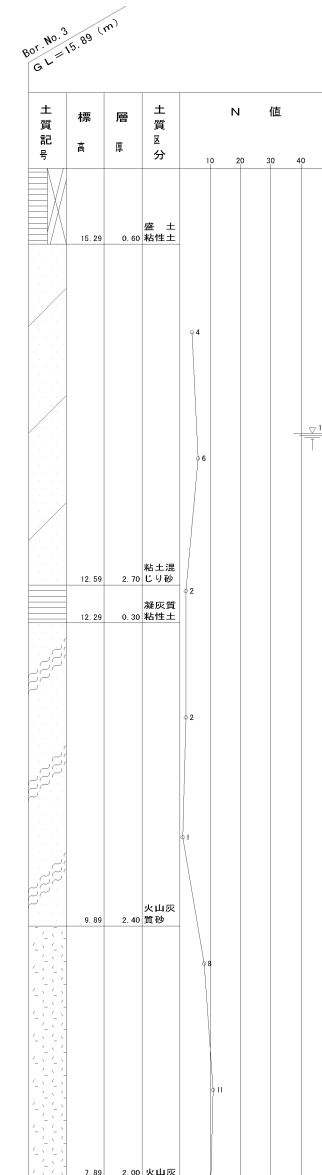 Bor.No.3
GL=15.89 (m)
土質記号 標高 層厚 土質区分 N 値
10 20 30 40
盛 土
15.29 0.60 粘性土
4
1
6
粘土混
12.59 2.70 じり砂
2
凝灰質
12.29 0.30 粘性土
2
1
火山灰
9.89 2.40 質砂
8
11
7.89 2.00 火山灰